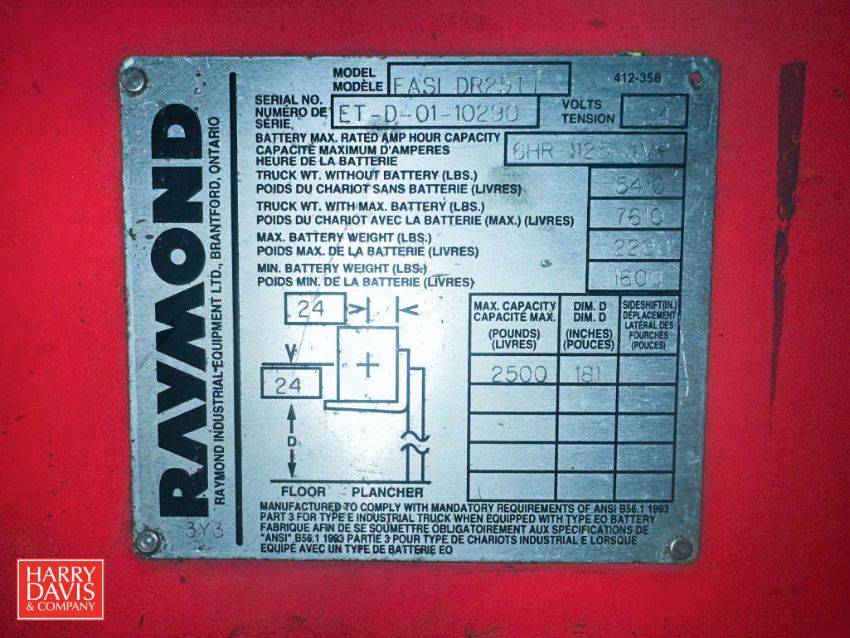 RAYMOND
RAYMOND INDUSTRIAL EQUIPMENT LTD., BRANTFORD, ONTARIO
3Y3
MODEL
MODÈLE
EASI DR25TT
412-358
SERIAL NO.
NUMÉRO DE
SÉRIE
ET-D-01-10290
VOLTS
TENSION
24
BATTERY MAX. RATED AMP HOUR CAPACITY
CAPACITÉ MAXIMUM D'AMPERES
HEURE DE LA BATTERIE
6HR 1125 AMP
TRUCK WT. WITHOUT BATTERY (LBS.)
POIDS DU CHARIOT SANS BATTERIE (LIVRES)
5410
TRUCK WT. WITH MAX. BATTERY (LBS.)
POIDS DU CHARIOT AVEC LA BATTERIE (MAX.) (LIVRES)
7610
MAX. BATTERY WEIGHT (LBS.)
POIDS MAX. DE LA BATTERIE (LIVRES)
2200
MIN. BATTERY WEIGHT (LBS.)
POIDS MIN. DE LA BATTERIE (LIVRES)
1600
24
24
D
FLOOR PLANCHER
MAX. CAPACITY
CAPACITÉ MAX.
(POUNDS)
(LIVRES)
DIM. D
DIM. D
(INCHES)
(POUCES)
SIDESHIFT(IN.)
DÉPLACEMENT
LATÉRAL DES
FOURCHES
(POUCES)
2500 181
MANUFACTURED TO COMPLY WITH MANDATORY REQUIREMENTS OF ANSI B56.1 1993
PART 3 FOR TYPE E INDUSTRIAL TRUCK WHEN EQUIPPED WITH TYPE EO BATTERY
FABRIQUE AFIN DE SE SOUMETTRE OBLIGATOIREMENT AUX SPÉCIFICATIONS DE
"ANSI" B56.1 1993 PARTIE 3 POUR TYPE DE CHARIOTS INDUSTRIAL E LORSQUE
EQUIPÉ AVEC UN TYPE DE BATTERIE EO
HARRY
DAVIS
& COMPANY